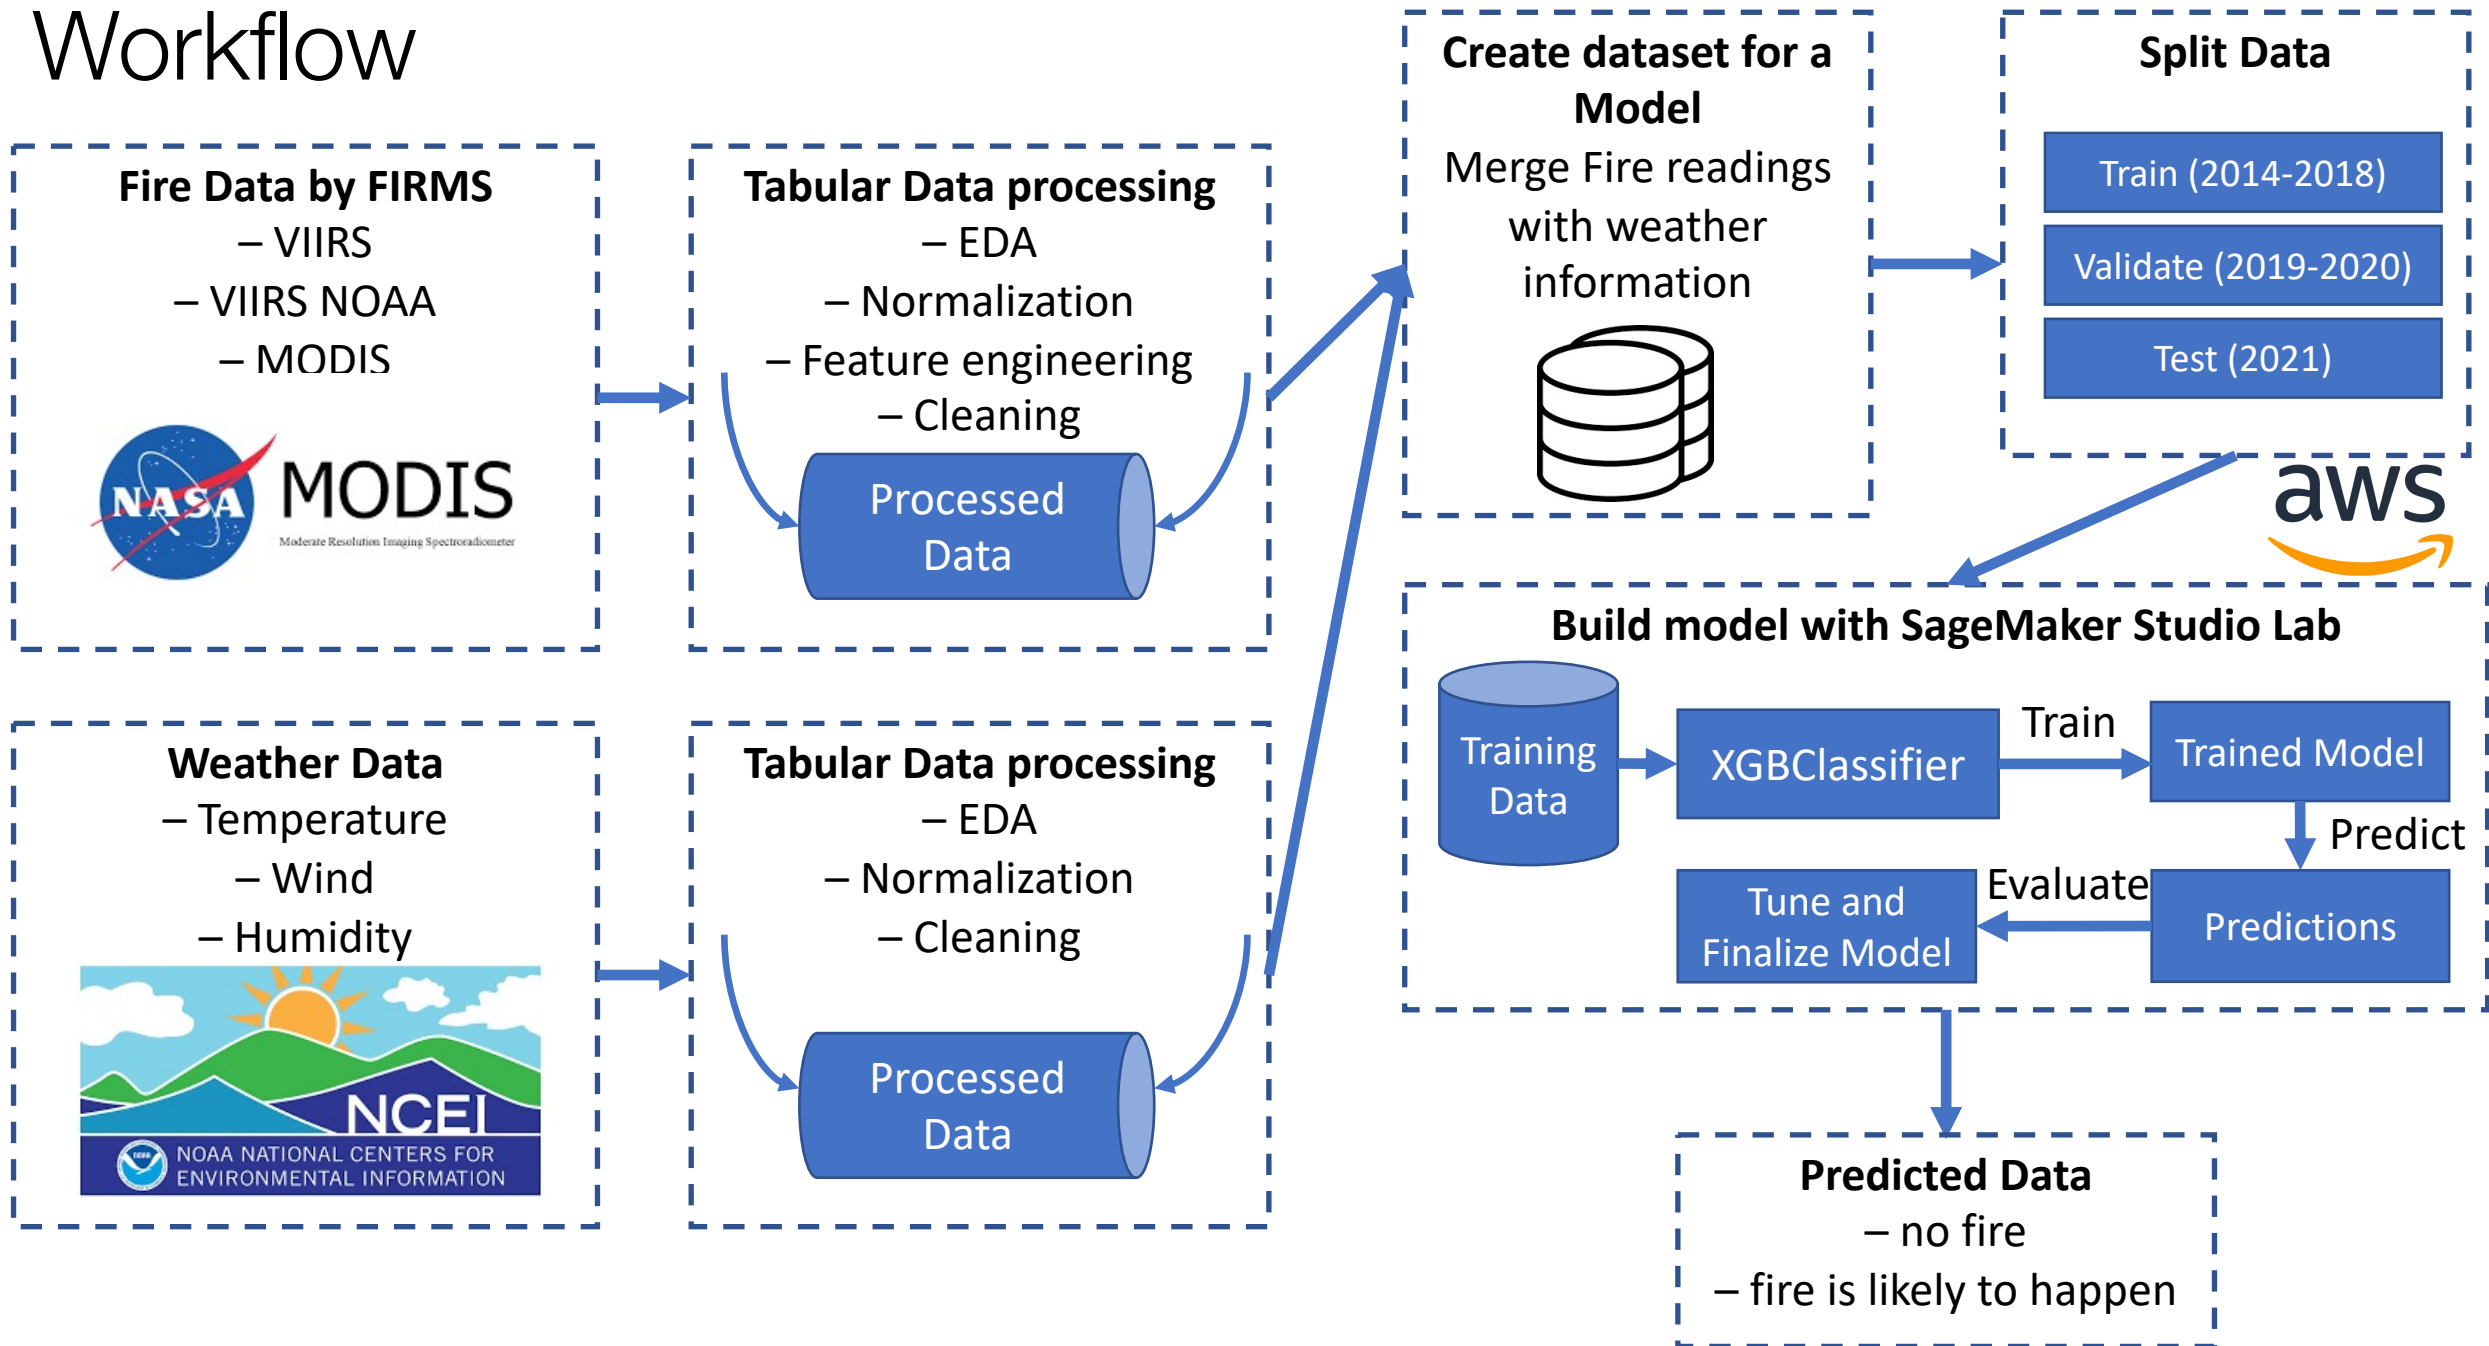 Workflow
Fire Data by FIRMS
– VIIRS
– VIIRS NOAA
– MODIS
NASA
MODIS
Moderate Resolution Imaging Spectroradiometer
Tabular Data processing
– EDA
– Normalization
– Feature engineering
– Cleaning
Processed
Data
Weather Data
– Temperature
– Wind
– Humidity
NCEI
NOAA
NOAA NATIONAL CENTERS FOR
ENVIRONMENTAL INFORMATION
Tabular Data processing
– EDA
– Normalization
– Cleaning
Processed
Data
Create dataset for a
Model
Merge Fire readings
with weather
information
Split Data
Train (2014-2018)
Validate (2019-2020)
Test (2021)
aws
Build model with SageMaker Studio Lab
Training
Data
XGBClassifier
Train
Trained Model
Predict
Predictions
Evaluate
Tune and
Finalize Model
Predicted Data
– no fire
– fire is likely to happen